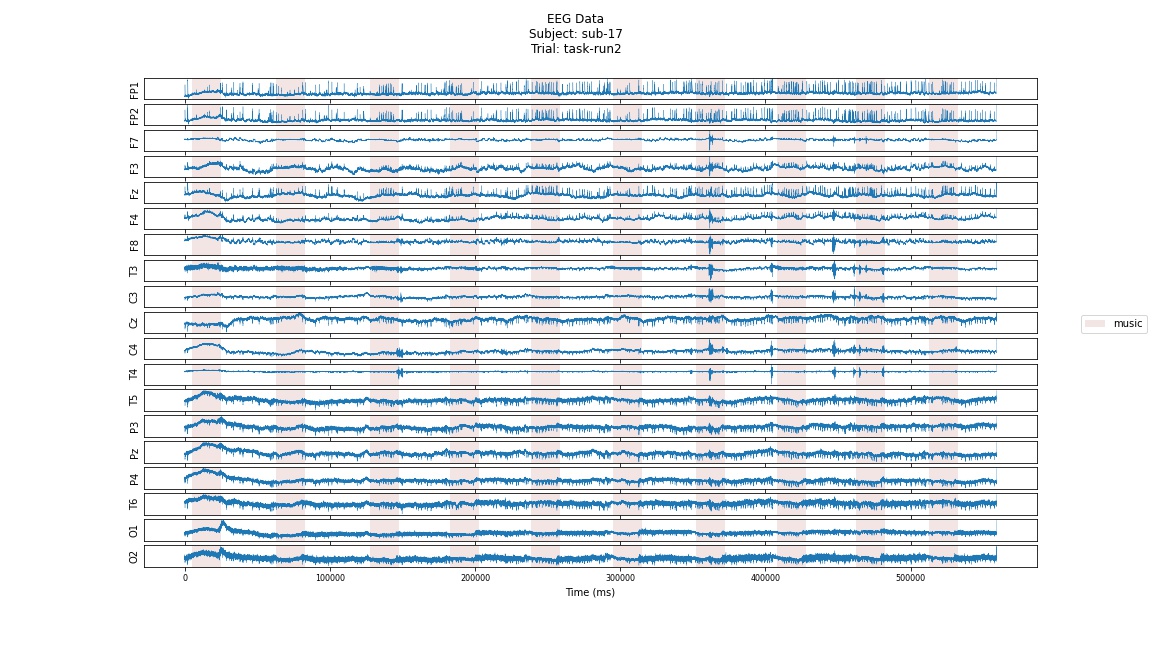 EEG Data
Subject: sub-17
Trial: task-run2
FP1
FP2
F7
F3
Fz
F4
F8
T3
C3
Cz
C4
T4
T5
P3
Pz
P4
T6
O1
O2
music
0 100000 200000 300000 400000 500000
Time (ms)